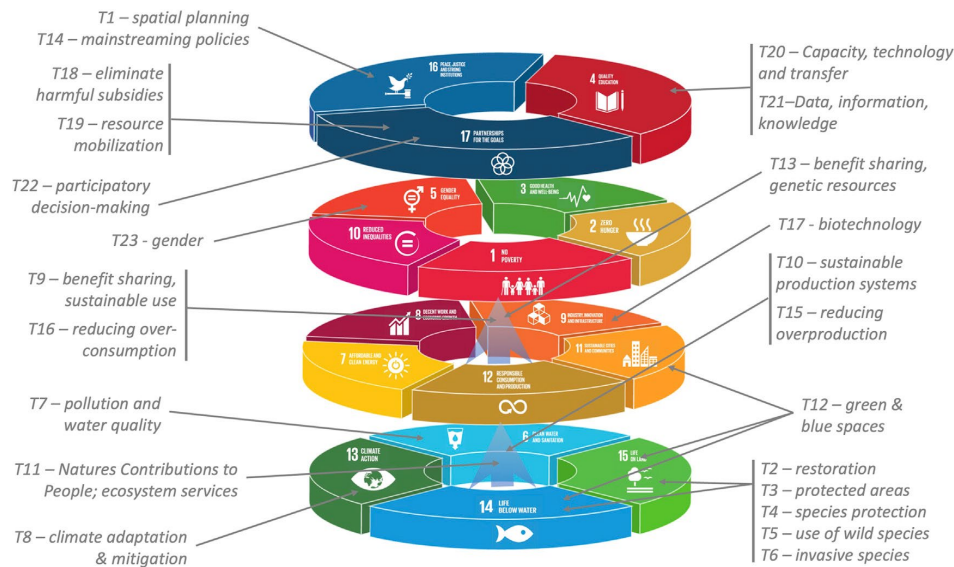 T1 – spatial planning
T14 – mainstreaming policies
T18 – eliminate
harmful subsidies
T19 – resource
mobilization
T22 – participatory
decision-making
T23 - gender
T9 – benefit sharing,
sustainable use
T16 – reducing over-
consumption
T7 – pollution and
water quality
T11 – Natures Contributions to
People; ecosystem services
T8 – climate adaptation
& mitigation
16 PEACE, JUSTICE
AND STRONG
INSTITUTIONS
4 QUALITY
EDUCATION
17 PARTNERSHIPS
FOR THE GOALS
5 GENDER
EQUALITY
3 GOOD HEALTH
AND WELL-BEING
10 REDUCED
INEQUALITIES
2 ZERO
HUNGER
1 NO
POVERTY
8 DECENT WORK AND
ECONOMIC GROWTH
9 INDUSTRY, INNOVATION
AND INFRASTRUCTURE
7 AFFORDABLE AND
CLEAN ENERGY
11 SUSTAINABLE CITIES
AND COMMUNITIES
12 RESPONSIBLE
CONSUMPTION
AND PRODUCTION
6 CLEAN WATER
AND SANITATION
13 CLIMATE
ACTION
15 LIFE
ON LAND
14 LIFE
BELOW WATER
T20 – Capacity, technology
and transfer
T21–Data, information,
knowledge
T13 – benefit sharing,
genetic resources
T17 - biotechnology
T10 – sustainable
production systems
T15 – reducing
overproduction
T12 – green &
blue spaces
T2 – restoration
T3 – protected areas
T4 – species protection
T5 – use of wild species
T6 – invasive species